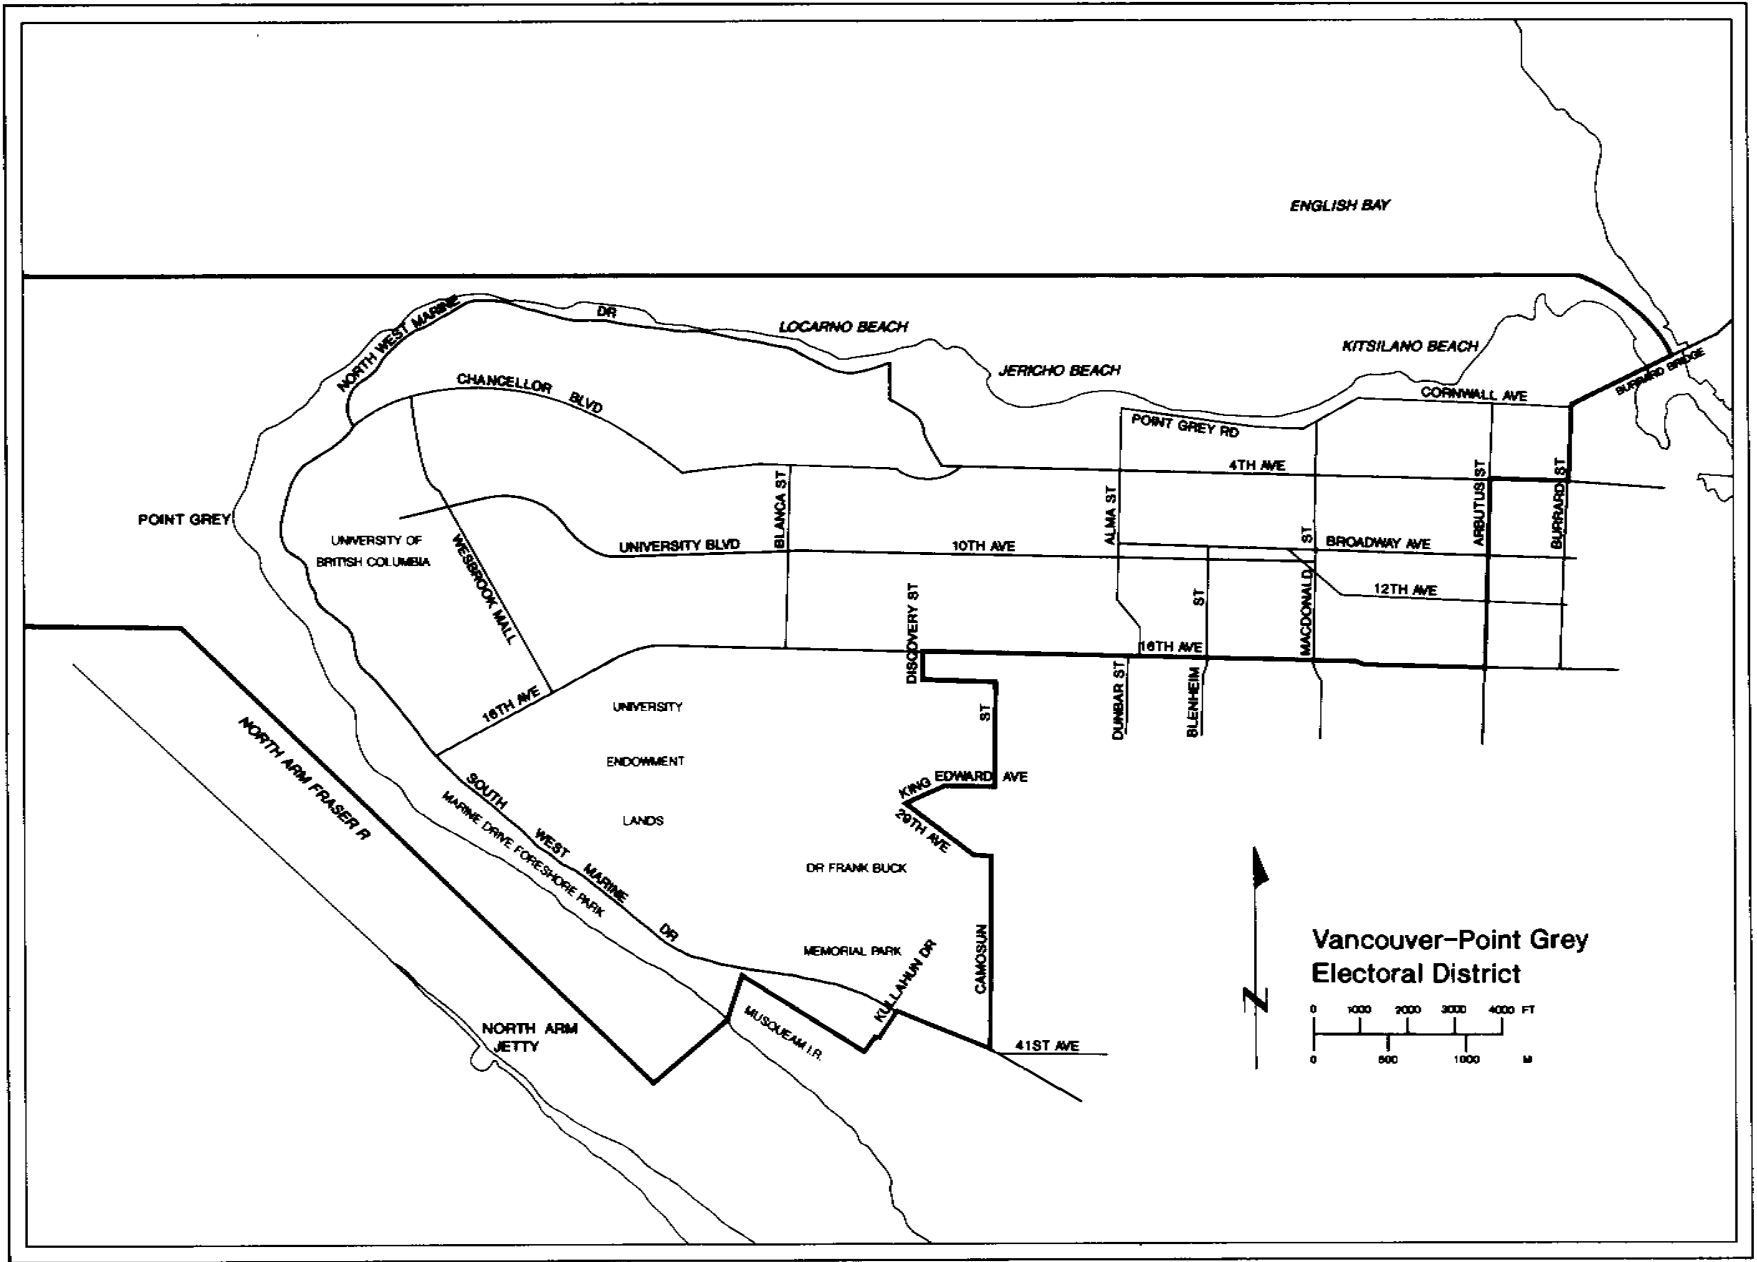 ENGLISH BAY
NORTH WEST MARINE
DR
LOCARNO BEACH
KITSILANO BEACH
JERICHO BEACH
BURRARD BRIDGE
CHANCELLOR
BLVD
CORNWALL AVE
POINT GREY RD
4TH AVE
BLANCA ST
ALMA ST
ARBUTUS ST
BURRARD ST
POINT GREY
UNIVERSITY OF
BRITISH COLUMBIA
WESBROOK MALL
UNIVERSITY BLVD
10TH AVE
MACDONALD ST
BROADWAY AVE
12TH AVE
DISCOVERY ST
BLENHEIM ST
16TH AVE
DUNBAR ST
16TH AVE
UNIVERSITY
ENDOWMENT
LANDS
NORTH ARM FRASER R
SOUTH WEST MARINE DR
MARINE DRIVE FORESHORE PARK
KING EDWARD AVE
29TH AVE
DR FRANK BUCK
MEMORIAL PARK
CAMOSUN ST
KULLAHUN DR
MUSQUEAM I.R.
NORTH ARM
JETTY
41ST AVE
N
Vancouver-Point Grey
Electoral District
0 1000 2000 3000 4000 FT
0 500 1000 M